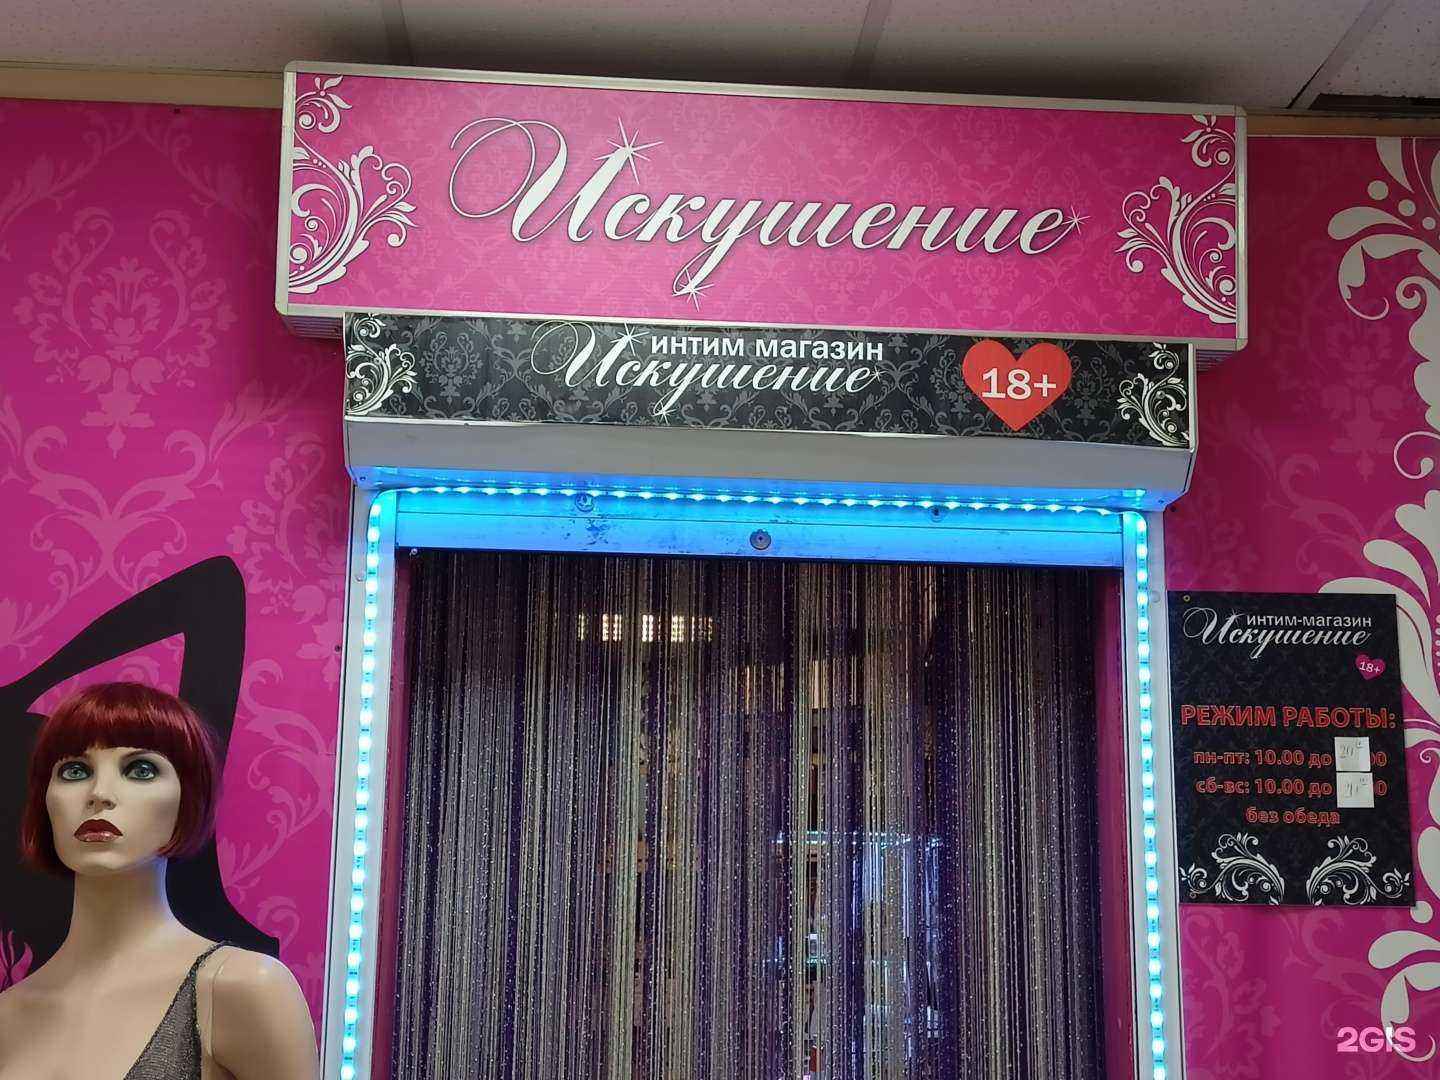 Искушение
интим магазин
Искушение
18+
интим-магазин
Искушение
18+
РЕЖИМ РАБОТЫ:
пн-пт: 10.00 до 20
сб-вс: 10.00 до
без обеда
2GIS